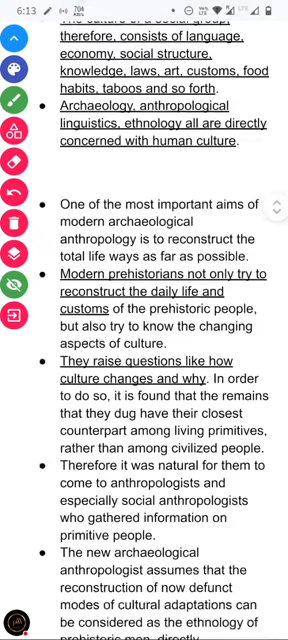 6:13
The culture of a social group,
therefore, consists of language,
economy, social structure,
knowledge, laws, art, customs, food
habits, taboos and so forth.
● Archaeology, anthropological
linguistics, ethnology all are directly
concerned with human culture.
● One of the most important aims of
modern archaeological
anthropology is to reconstruct the
total life ways as far as possible.
● Modern prehistorians not only try to
reconstruct the daily life and
customs of the prehistoric people,
but also try to know the changing
aspects of culture.
● They raise questions like how
culture changes and why. In order
to do so, it is found that the remains
that they dug have their closest
counterpart among living primitives,
rather than among civilized people.
● Therefore it was natural for them to
come to anthropologists and
especially social anthropologists
who gathered information on
primitive people.
● The new archaeological
anthropologist assumes that the
reconstruction of now defunct
modes of cultural adaptations can
be considered as the ethnology of
prehistoric men, directly